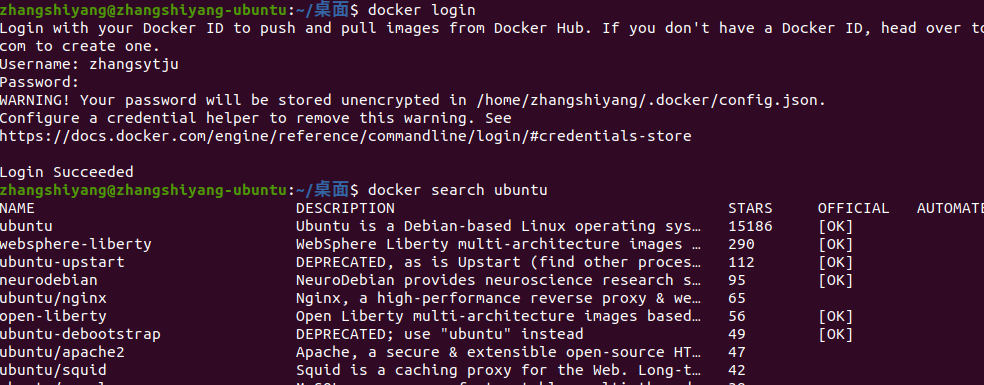 zhangshiyang@zhangshiyang-ubuntu:~/桌面$ docker login
Login with your Docker ID to push and pull images from Docker Hub. If you don't have a Docker ID, head over to
com to create one.
Username: zhangsytju
Password:
WARNING! Your password will be stored unencrypted in /home/zhangshiyang/.docker/config.json.
Configure a credential helper to remove this warning. See
https://docs.docker.com/engine/reference/commandline/login/#credentials-store
Login Succeeded
zhangshiyang@zhangshiyang-ubuntu:~/桌面$ docker search ubuntu
NAME DESCRIPTION STARS OFFICIAL AUTOMATE
ubuntu Ubuntu is a Debian-based Linux operating sys… 15186 [OK]
websphere-liberty WebSphere Liberty multi-architecture images … 290 [OK]
ubuntu-upstart DEPRECATED, as is Upstart (find other proces… 112 [OK]
neurodebian NeuroDebian provides neuroscience research s… 95 [OK]
ubuntu/nginx Nginx, a high-performance reverse proxy & we… 65
open-liberty Open Liberty multi-architecture images based… 56 [OK]
ubuntu-debootstrap DEPRECATED; use "ubuntu" instead 49 [OK]
ubuntu/apache2 Apache, a secure & extensible open-source HT… 47
ubuntu/squid Squid is a caching proxy for the Web. Long-t… 42